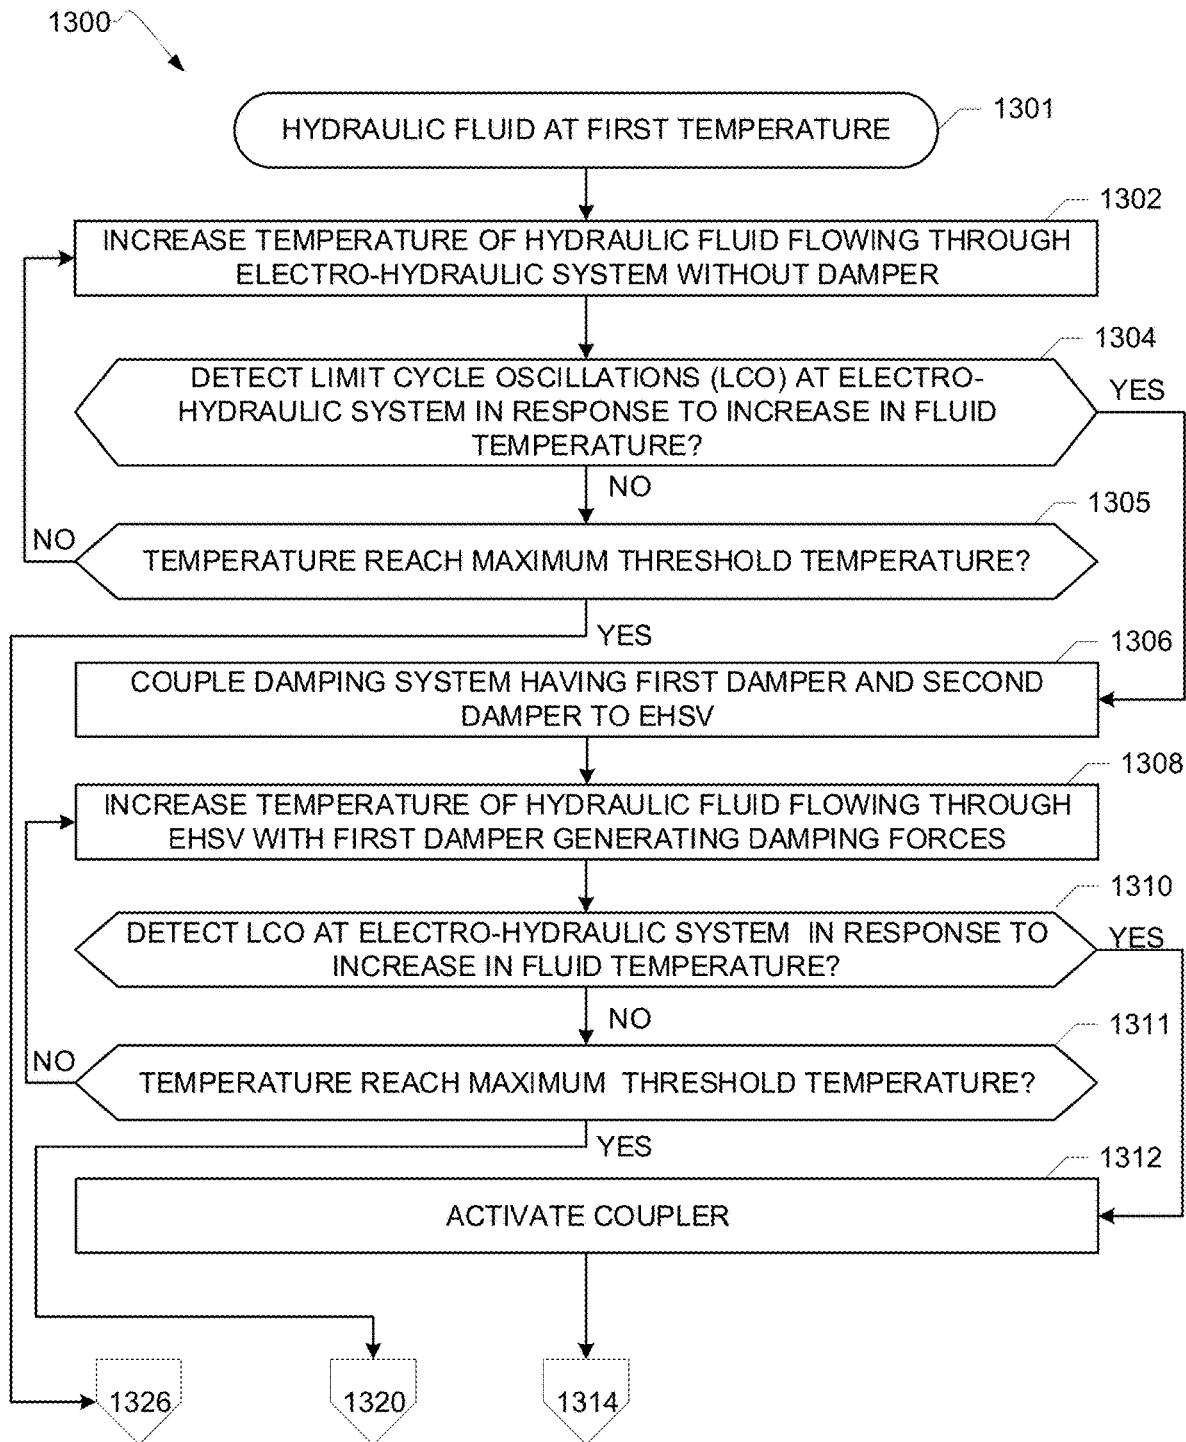 1300
HYDRAULIC FLUID AT FIRST TEMPERATURE
1301
1302
INCREASE TEMPERATURE OF HYDRAULIC FLUID FLOWING THROUGH
ELECTRO-HYDRAULIC SYSTEM WITHOUT DAMPER
1304
DETECT LIMIT CYCLE OSCILLATIONS (LCO) AT ELECTRO-
HYDRAULIC SYSTEM IN RESPONSE TO INCREASE IN FLUID
TEMPERATURE?
YES
NO
1305
NO
TEMPERATURE REACH MAXIMUM THRESHOLD TEMPERATURE?
YES
1306
COUPLE DAMPING SYSTEM HAVING FIRST DAMPER AND SECOND
DAMPER TO EHSV
1308
INCREASE TEMPERATURE OF HYDRAULIC FLUID FLOWING THROUGH
EHSV WITH FIRST DAMPER GENERATING DAMPING FORCES
1310
DETECT LCO AT ELECTRO-HYDRAULIC SYSTEM IN RESPONSE TO
INCREASE IN FLUID TEMPERATURE?
YES
NO
1311
NO
TEMPERATURE REACH MAXIMUM THRESHOLD TEMPERATURE?
YES
1312
ACTIVATE COUPLER
1326
1320
1314